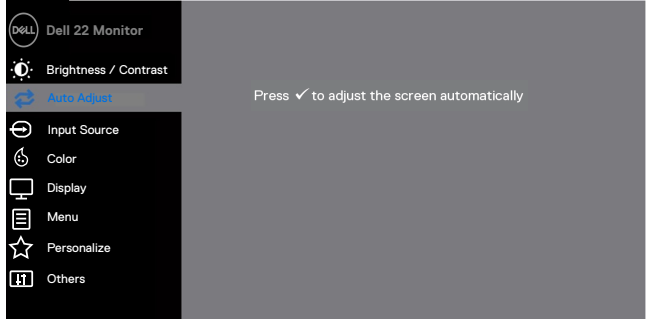 DELL Dell 22 Monitor
Brightness / Contrast
Auto Adjust
Press ✓ to adjust the screen automatically
Input Source
Color
Display
Menu
Personalize
Others